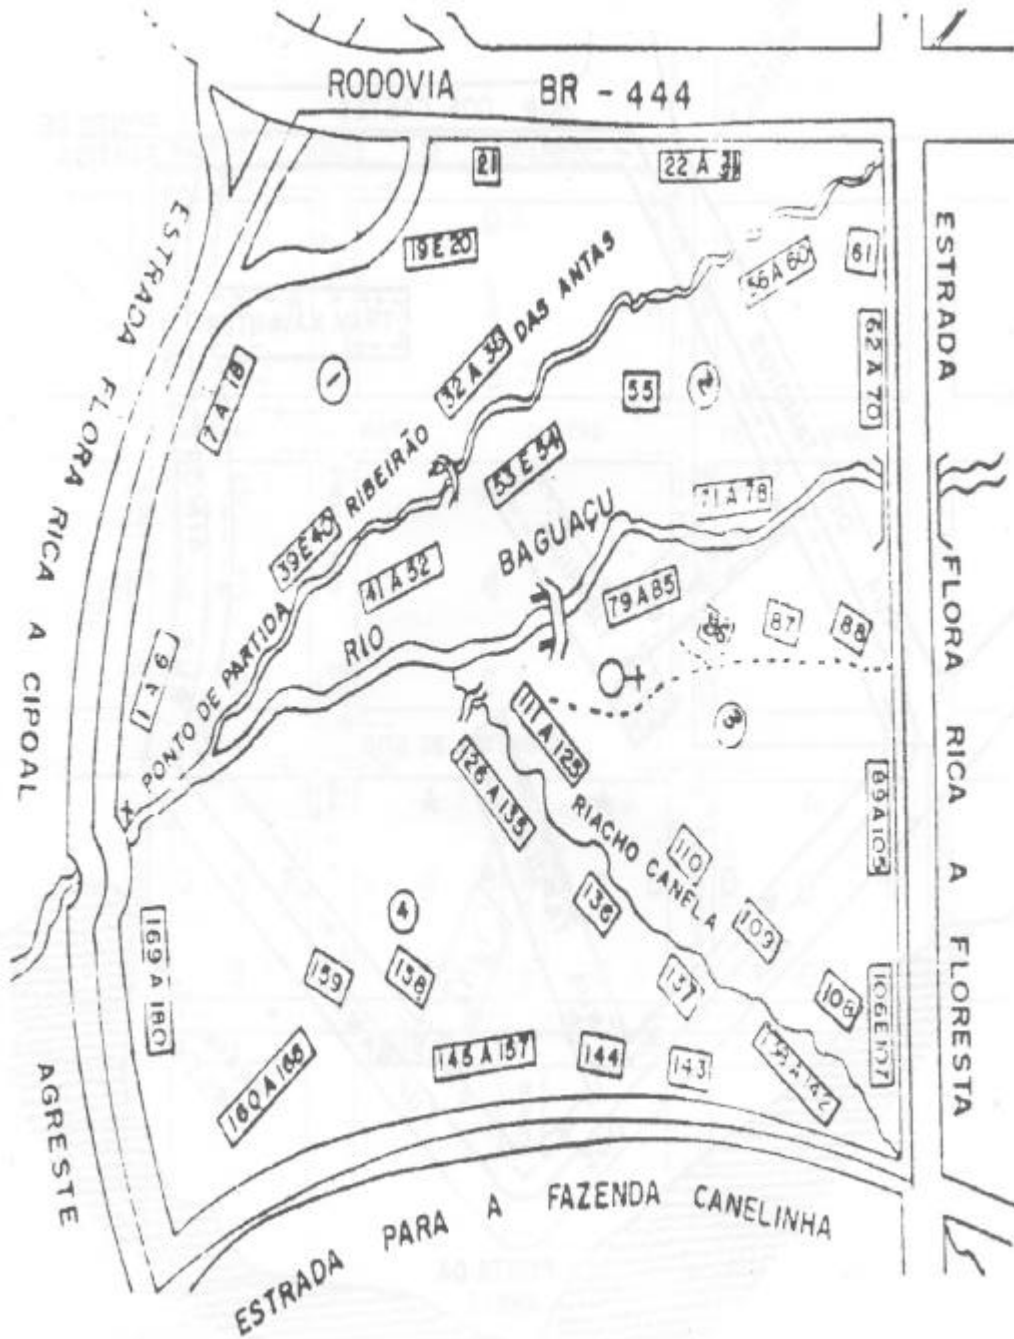 RODOVIA BR - 444
21
22 A
19 E 20
ESTRADA FLORA RICA A CIPOAL
ESTRADA FLORA RICA A FLORESTA
56 A 60
61
62 A 70
1
32 A 36
RIBEIRÃO DAS ANTAS
7 A 18
55
2
53 E 54
71 A 78
39 E 40
BAGUAÇU
41 A 52
79 A 85
86
87
88
RIO
PONTO DE PARTIDA
1 A 6
X
3
111 A 125
126 A 135
RIACHO CANELA
89 A 105
110
136
109
4
169 A 180
159
158
137
108
106 E 107
160 A 168
145 A 157
144
143
138 A 142
AGRESTE
ESTRADA PARA A FAZENDA CANELINHA